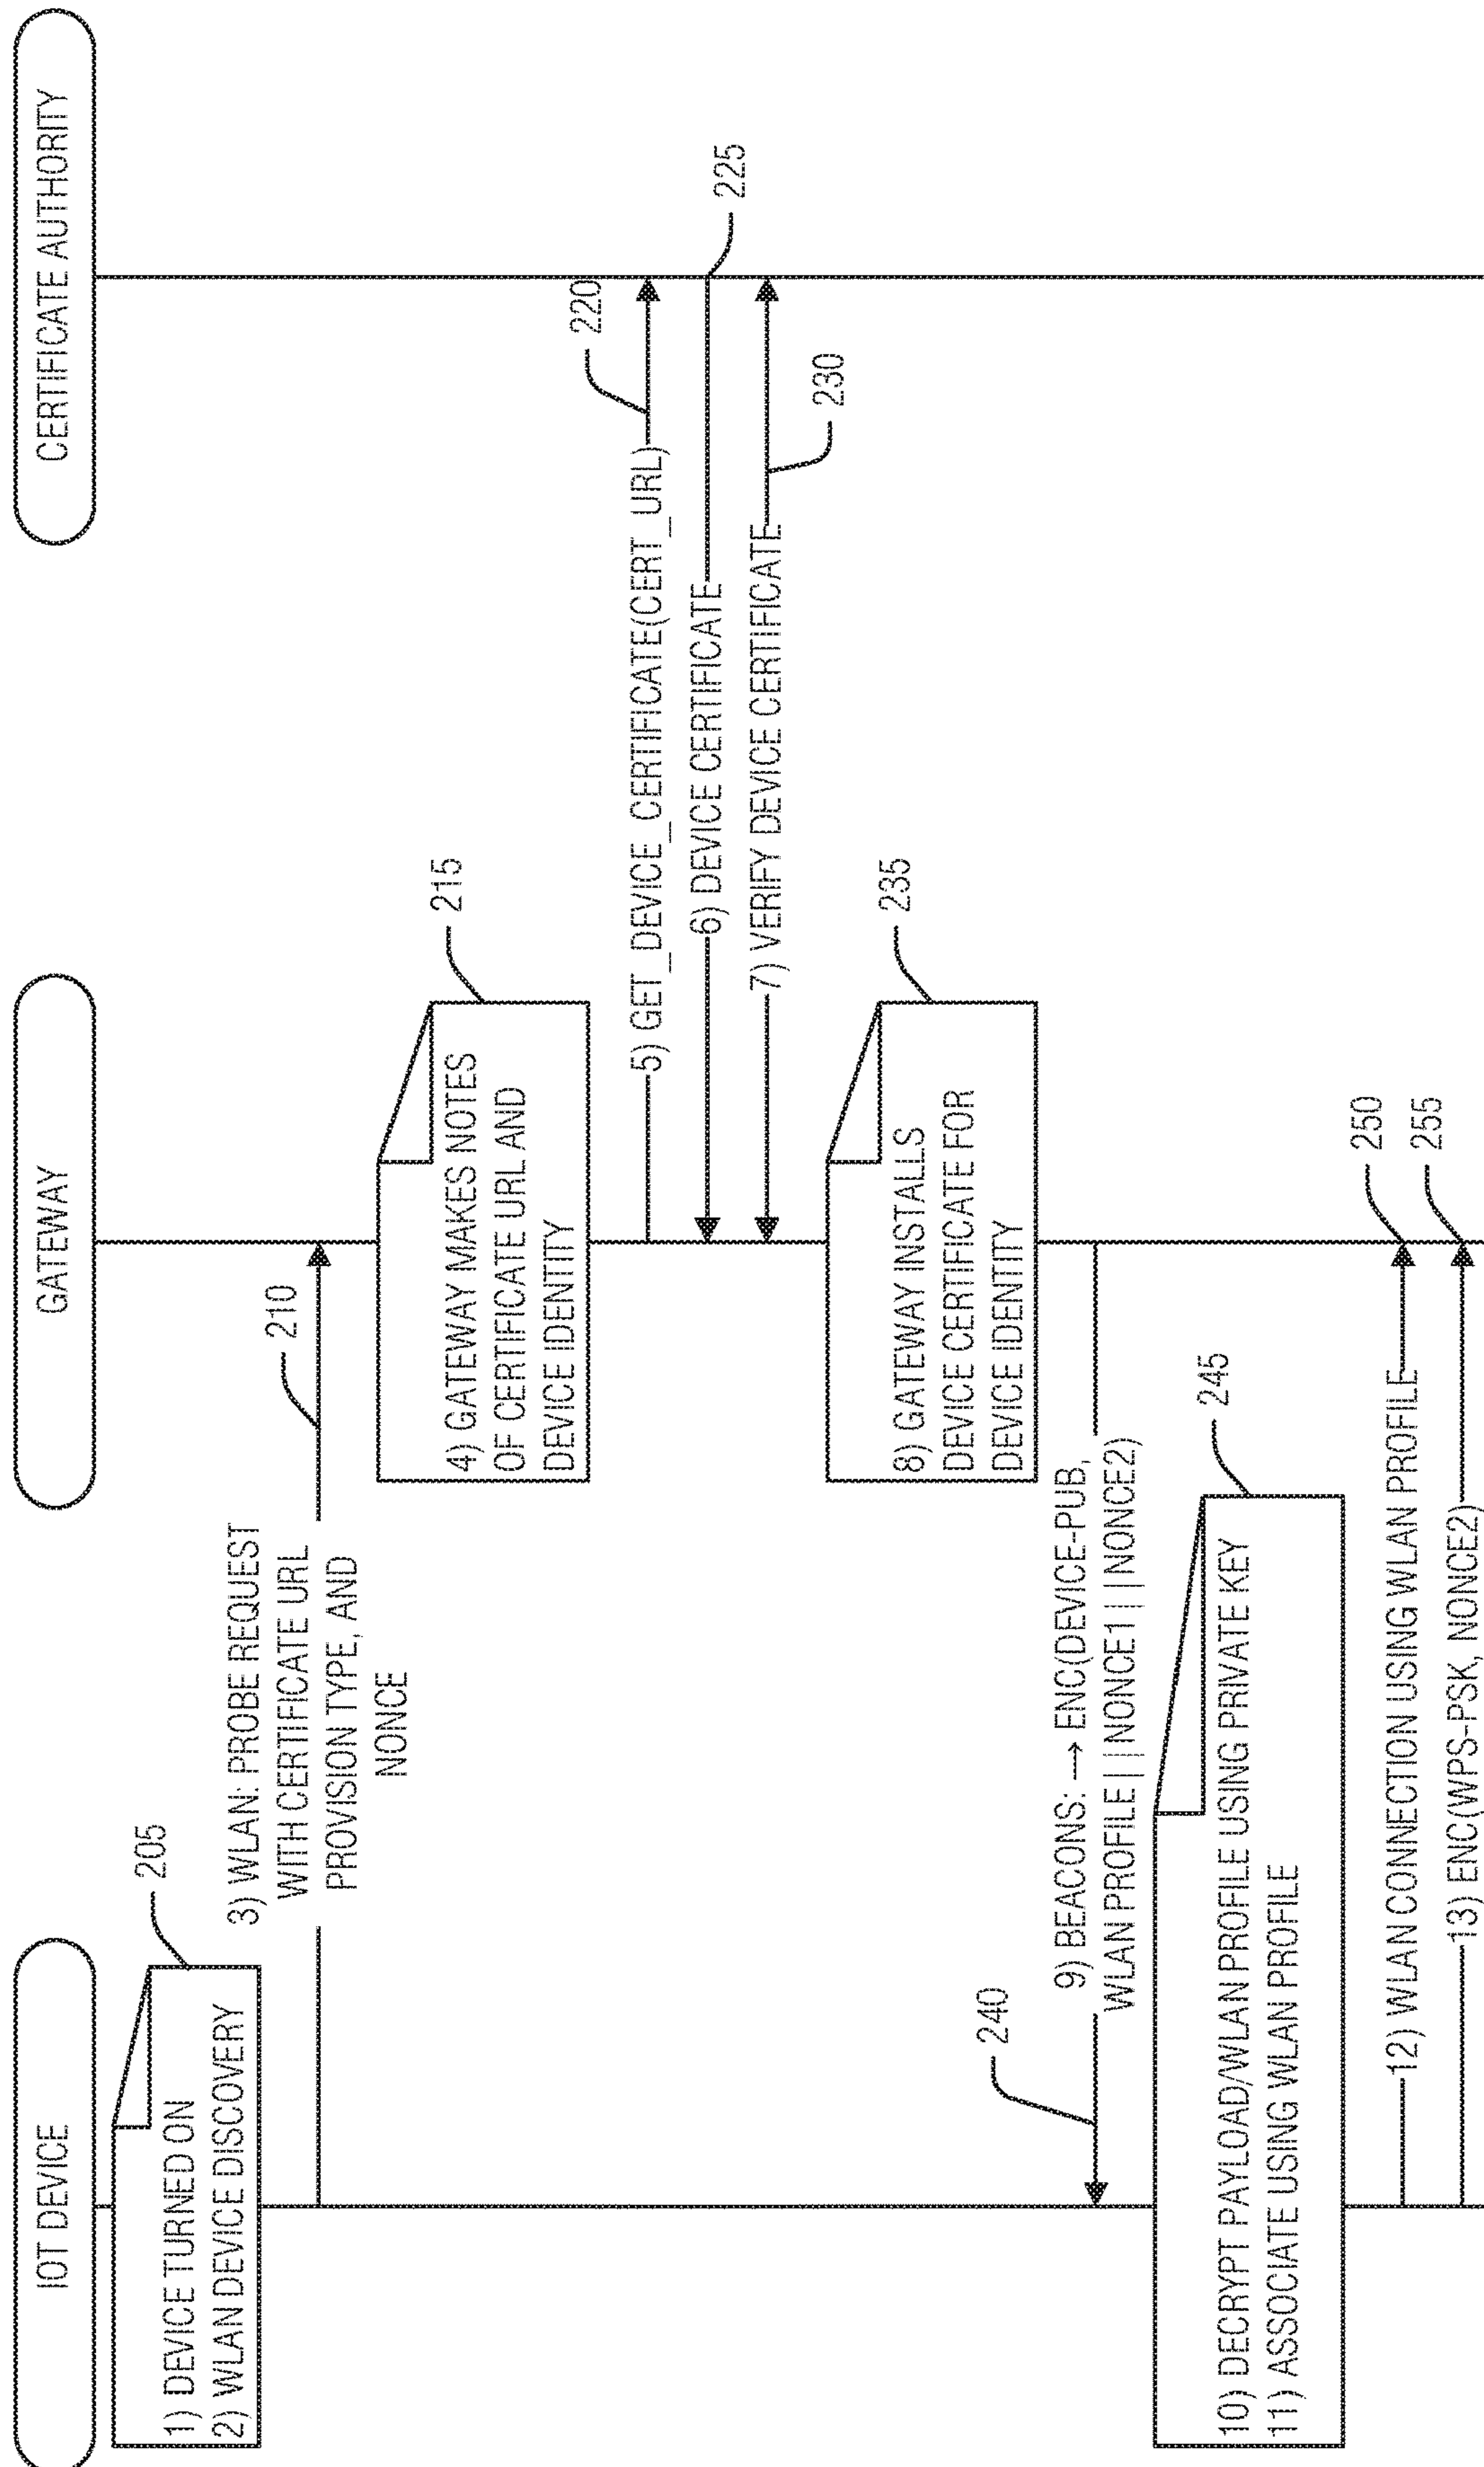 IOT DEVICE
GATEWAY
CERTIFICATE AUTHORITY
1) DEVICE TURNED ON
2) WLAN DEVICE DISCOVERY
205
3) WLAN: PROBE REQUEST
WITH CERTIFICATE URL
PROVISION TYPE, AND
NONCE
210
4) GATEWAY MAKES NOTES
OF CERTIFICATE URL AND
DEVICE IDENTITY
215
5) GET_DEVICE_CERTIFICATE(CERT_URL)
220
6) DEVICE CERTIFICATE
225
7) VERIFY DEVICE CERTIFICATE
230
8) GATEWAY INSTALLS
DEVICE CERTIFICATE FOR
DEVICE IDENTITY
235
240
9) BEACONS: → ENC(DEVICE-PUB,
WLAN PROFILE||NONCE1||NONCE2)
10) DECRYPT PAYLOAD/WLAN PROFILE USING PRIVATE KEY
11) ASSOCIATE USING WLAN PROFILE
245
12) WLAN CONNECTION USING WLAN PROFILE
250
13) ENC(WPS-PSK, NONCE2)
255